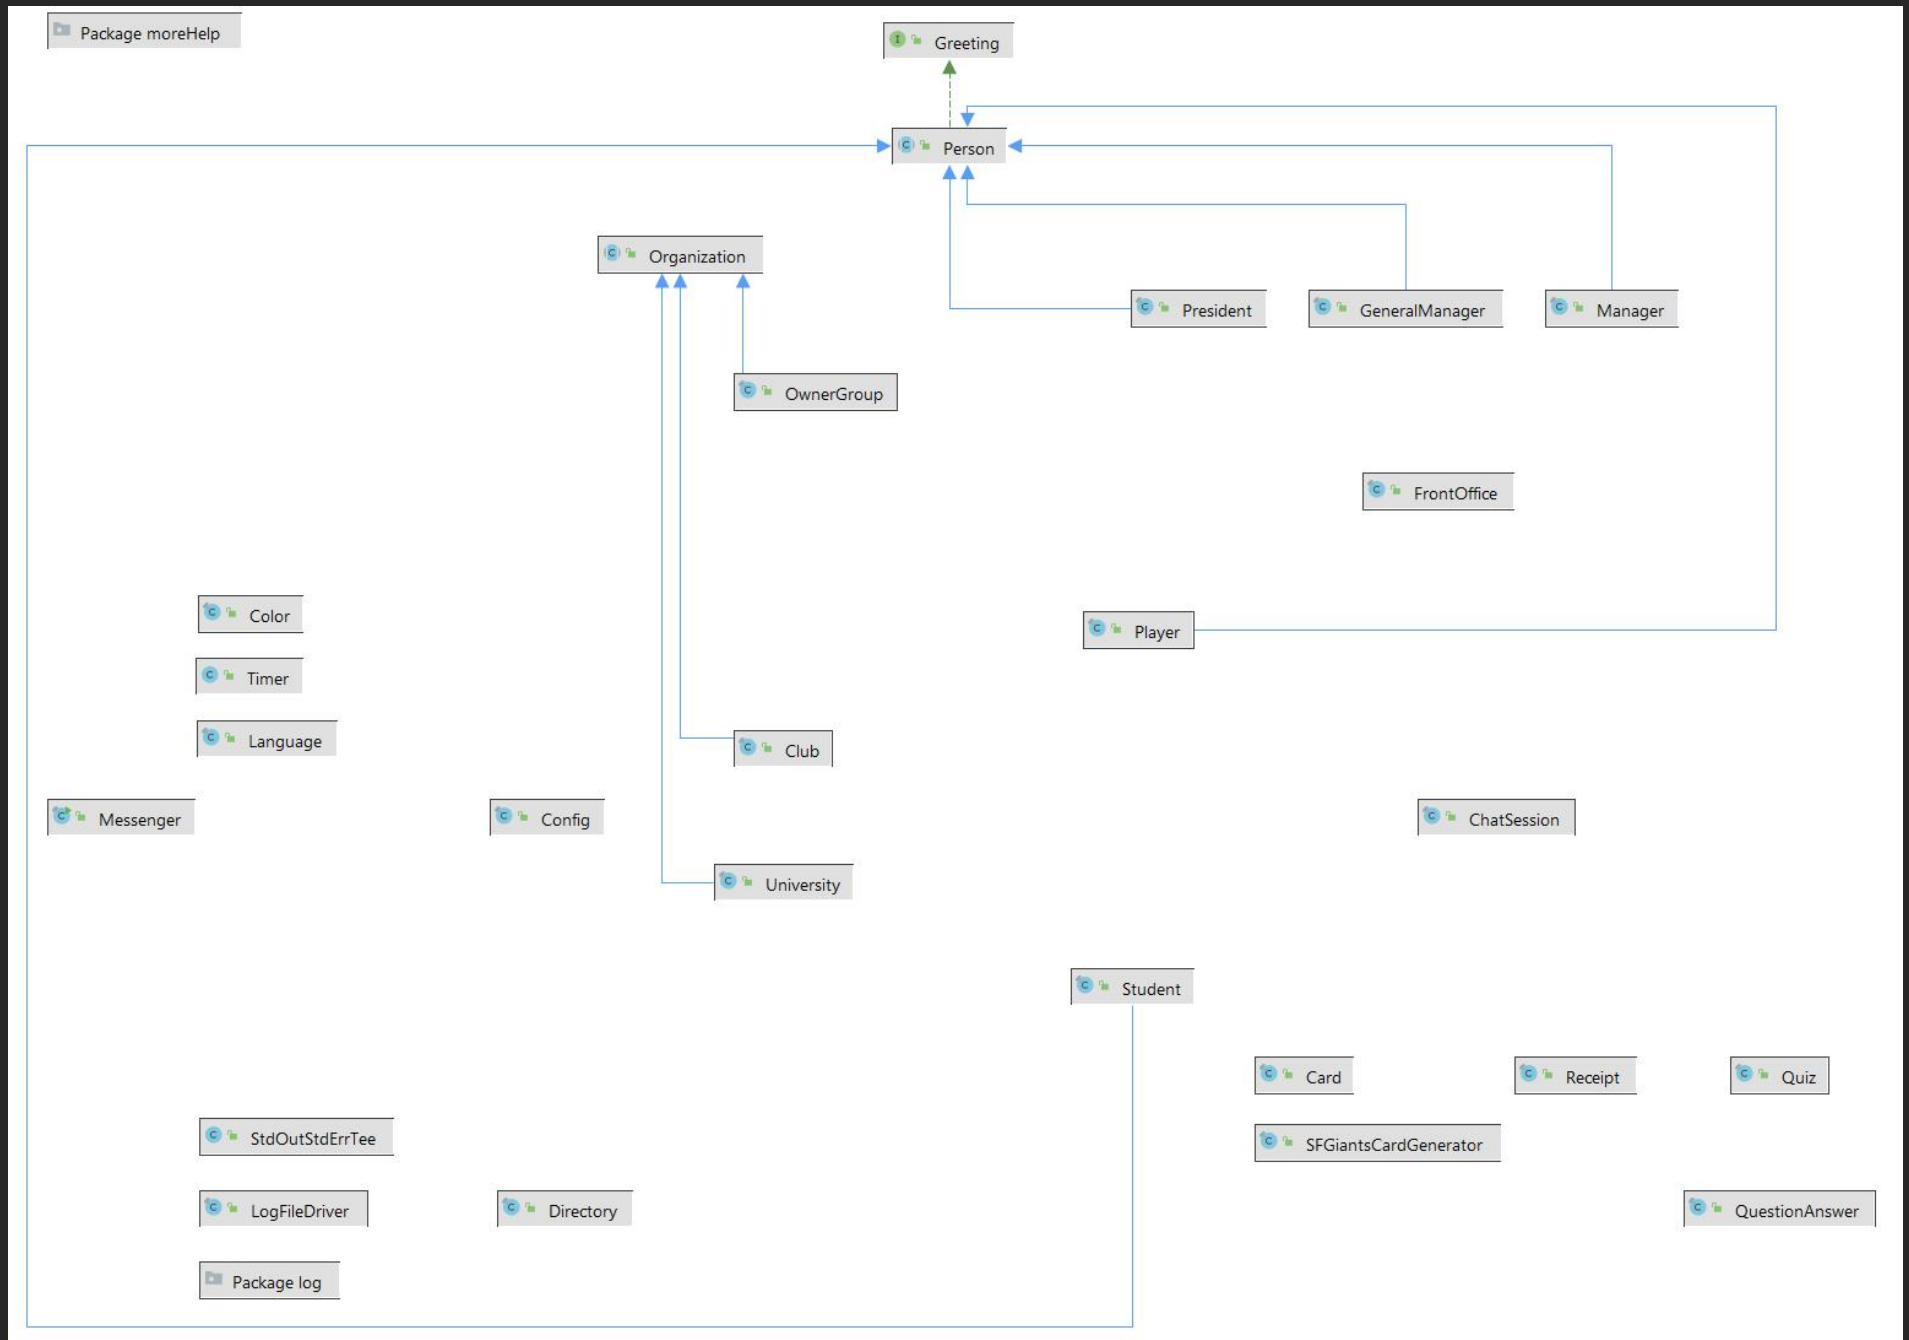 Package moreHelp
Greeting
Person
Organization
President
GeneralManager
Manager
OwnerGroup
FrontOffice
Color
Player
Timer
Language
Club
Messenger
Config
ChatSession
University
Student
Card
Receipt
Quiz
StdOutStdErrTee
SFGiantsCardGenerator
LogFileDriver
Directory
QuestionAnswer
Package log